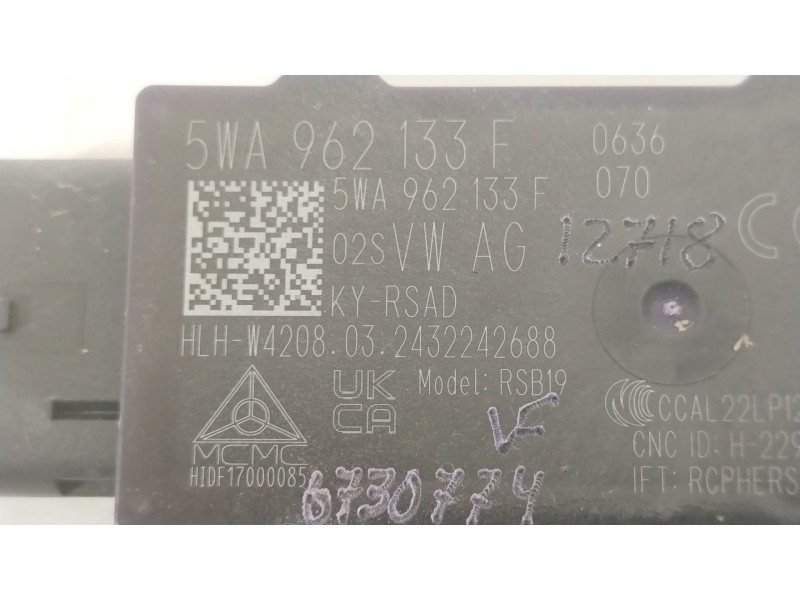 5WA 962 133 F 0636
5WA 962 133 F 070
02S VW AG 12718
KY-RSAD
HLH-W4208.03.2432242688
UK
CA
Model: RSB19
VF
MCMC
HIDF17000085
CCAL22LP12
CNC ID: H-229
IFT: RCPHERS
6730774